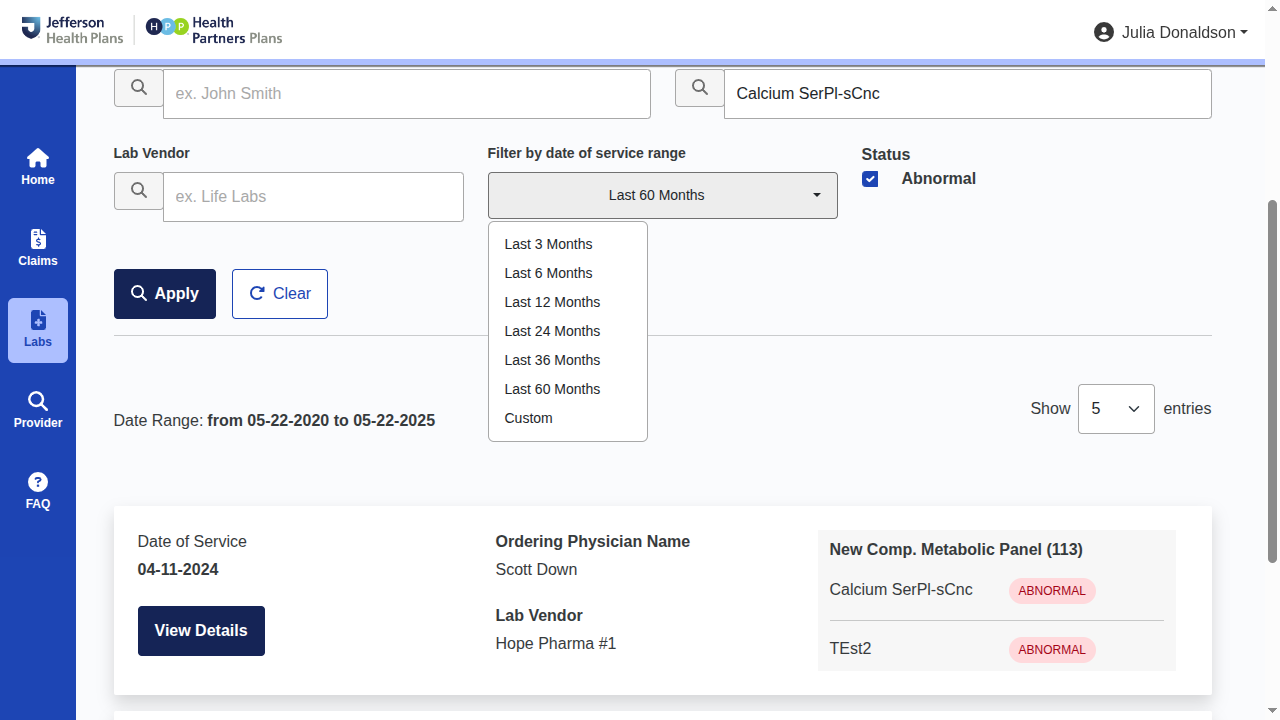 Jefferson
Health Plans
HPP
Health
Partners Plans
Julia Donaldson
ex. John Smith
Calcium SerPl-sCnc
Lab Vendor
Filter by date of service range
Status
ex. Life Labs
Last 60 Months
Abnormal
Last 3 Months
Last 6 Months
Last 12 Months
Last 24 Months
Last 36 Months
Last 60 Months
Custom
Apply
Clear
Home
Claims
Labs
Provider
FAQ
Date Range: from 05-22-2020 to 05-22-2025
Show 5 entries
Date of Service
04-11-2024
View Details
Ordering Physician Name
Scott Down
Lab Vendor
Hope Pharma #1
New Comp. Metabolic Panel (113)
Calcium SerPl-sCnc ABNORMAL
TEst2 ABNORMAL